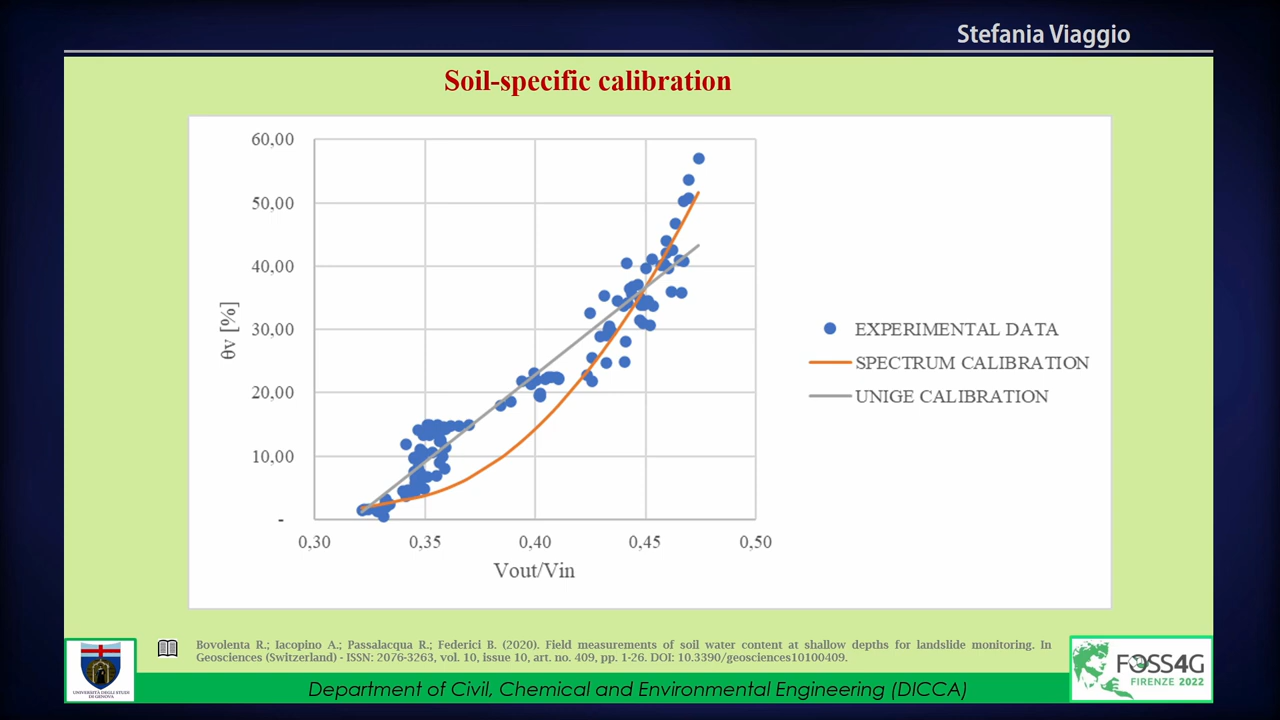 Stefania Viaggio
Soil-specific calibration
60,00
50,00
40,00
30,00
20,00
10,00
-
θv [%]
0,30 0,35 0,40 0,45 0,50
Vout/Vin
EXPERIMENTAL DATA
SPECTRUM CALIBRATION
UNIGE CALIBRATION
Bovolenta R.; Iacopino A.; Passalacqua R.; Federici B. (2020). Field measurements of soil water content at shallow depths for landslide monitoring. In
Geosciences (Switzerland) - ISSN: 2076-3263, vol. 10, issue 10, art. no. 409, pp. 1-26. DOI: 10.3390/geosciences10100409.
UNIVERSITÀ DEGLI STUDI
DI GENOVA
Department of Civil, Chemical and Environmental Engineering (DICCA)
FOSS4G
FIRENZE 2022